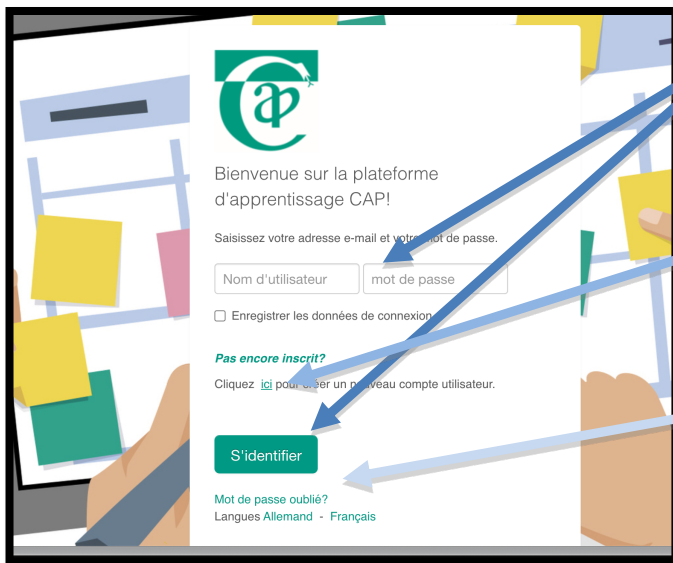 Cap
Bienvenue sur la plateforme
d'apprentissage CAP!
Saisissez votre adresse e-mail et votre mot de passe.
Nom d'utilisateur mot de passe
Enregistrer les données de connexion
Pas encore inscrit?
Cliquez ici pour créer un nouveau compte utilisateur.
S'identifier
Mot de passe oublié?
Langues Allemand - Français